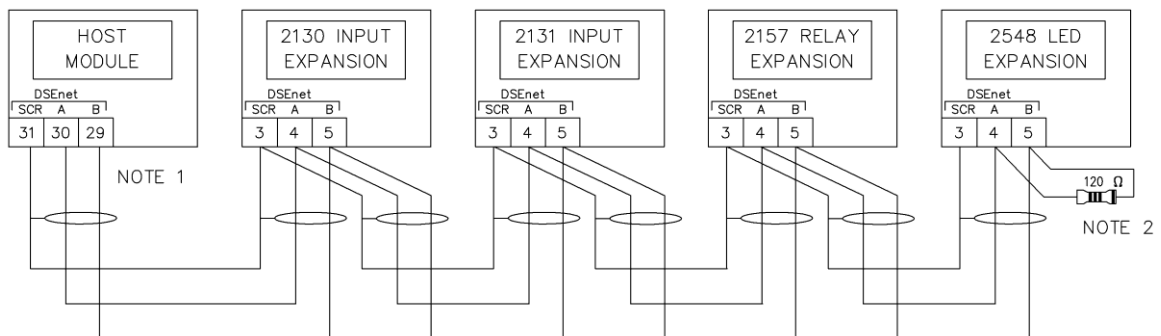 HOST
MODULE
DSEnet
SCR A B
31 30 29
NOTE 1
2130 INPUT
EXPANSION
DSEnet
SCR A B
3 4 5
2131 INPUT
EXPANSION
DSEnet
SCR A B
3 4 5
2157 RELAY
EXPANSION
DSEnet
SCR A B
3 4 5
2548 LED
EXPANSION
DSEnet
SCR A B
3 4 5
120 Ω
NOTE 2